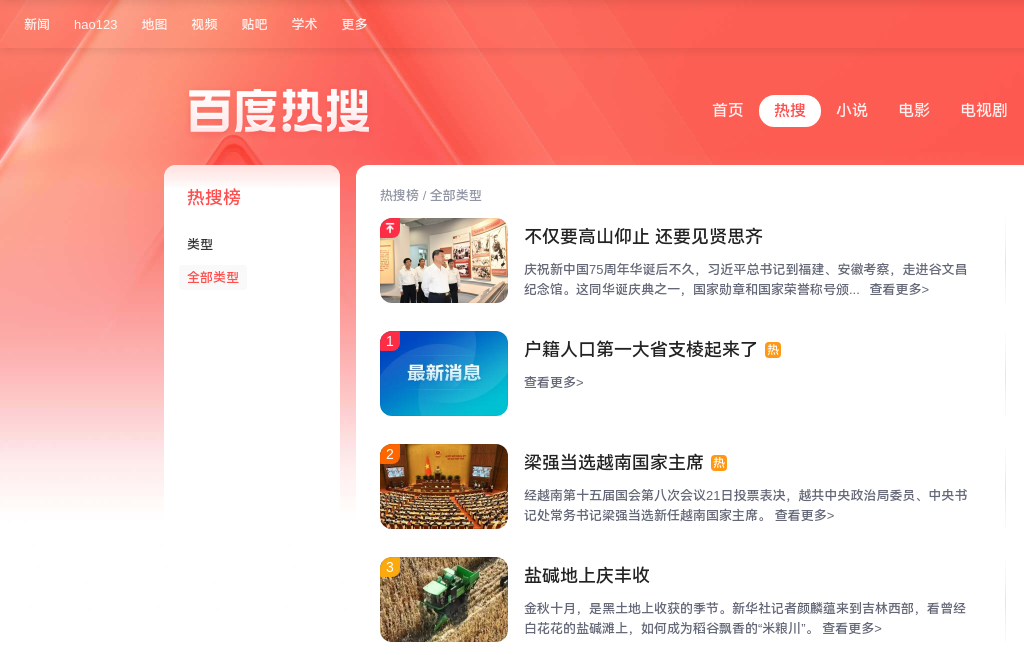 新闻 hao123 地图 视频 贴吧 学术 更多
百度热搜
首页 热搜 小说 电影 电视剧
热搜榜
类型
全部类型
热搜榜 / 全部类型
不仅要高山仰止 还要见贤思齐
庆祝新中国75周年华诞后不久，习近平总书记到福建、安徽考察，走进谷文昌
纪念馆。这同华诞庆典之一，国家勋章和国家荣誉称号颁... 查看更多>
1
最新消息
户籍人口第一大省支棱起来了 热
查看更多>
2
梁强当选越南国家主席 热
经越南第十五届国会第八次会议21日投票表决，越共中央政治局委员、中央书
记处常务书记梁强当选新任越南国家主席。 查看更多>
3
盐碱地上庆丰收
金秋十月，是黑土地上收获的季节。新华社记者颜麟蕴来到吉林西部，看曾经
白花花的盐碱滩上，如何成为稻谷飘香的“米粮川”。 查看更多>